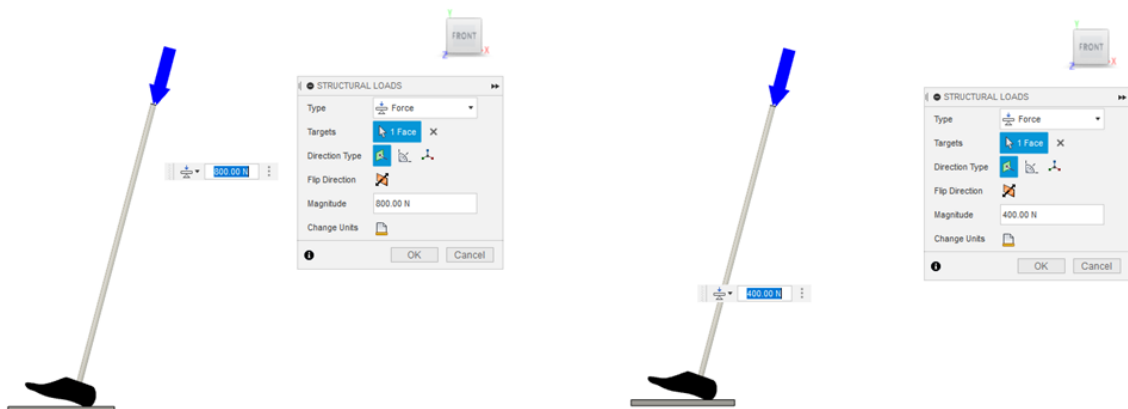 Y
FRONT
Z
X
STRUCTURAL LOADS
Type
Force
Targets
1 Face
Direction Type
Flip Direction
Magnitude
800.00 N
Change Units
OK
Cancel
800.00 N
Y
FRONT
Z
X
STRUCTURAL LOADS
Type
Force
Targets
1 Face
Direction Type
Flip Direction
Magnitude
400.00 N
Change Units
OK
Cancel
400.00 N